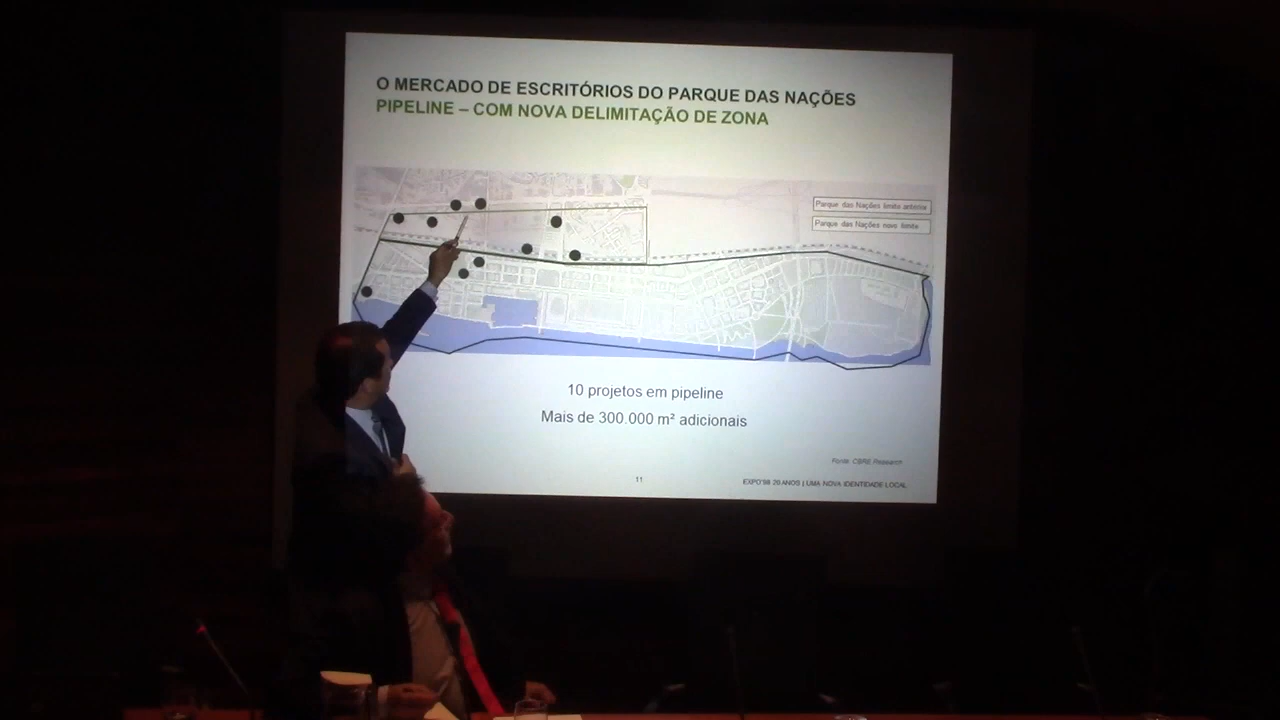 O MERCADO DE ESCRITÓRIOS DO PARQUE DAS NAÇÕES
PIPELINE – COM NOVA DELIMITAÇÃO DE ZONA
Parque das Nações limite anterior
Parque das Nações novo limite
10 projetos em pipeline
Mais de 300.000 m² adicionais
Fonte: CBRE Research
11
EXPO'98 20 ANOS | UMA NOVA IDENTIDADE LOCAL